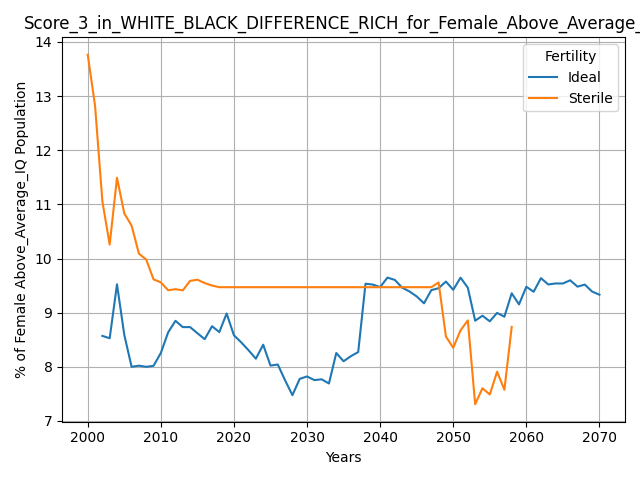 Score_3_in_WHITE_BLACK_DIFFERENCE_RICH_for_Female_Above_Average_
14
13
12
11
10
9
8
7
% of Female Above_Average_IQ Population
Fertility
Ideal
Sterile
2000 2010 2020 2030 2040 2050 2060 2070
Years